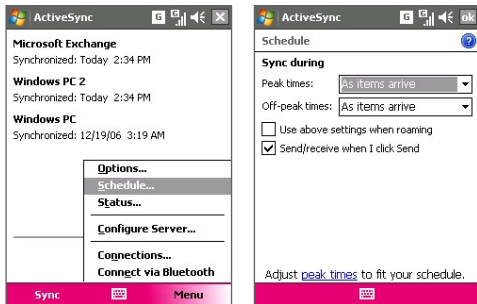 ActiveSync
G
Microsoft Exchange
Synchronized: Today 2:34 PM
Windows PC 2
Synchronized: Today 2:34 PM
Windows PC
Synchronized: 12/19/06 3:19 AM
Options...
Schedule...
Status...
Configure Server...
Connections...
Connect via Bluetooth
Sync
Menu
ActiveSync
G
ok
Schedule
?
Sync during
Peak times: As items arrive
Off-peak times: As items arrive
Use above settings when roaming
Send/receive when I click Send
Adjust peak times to fit your schedule.